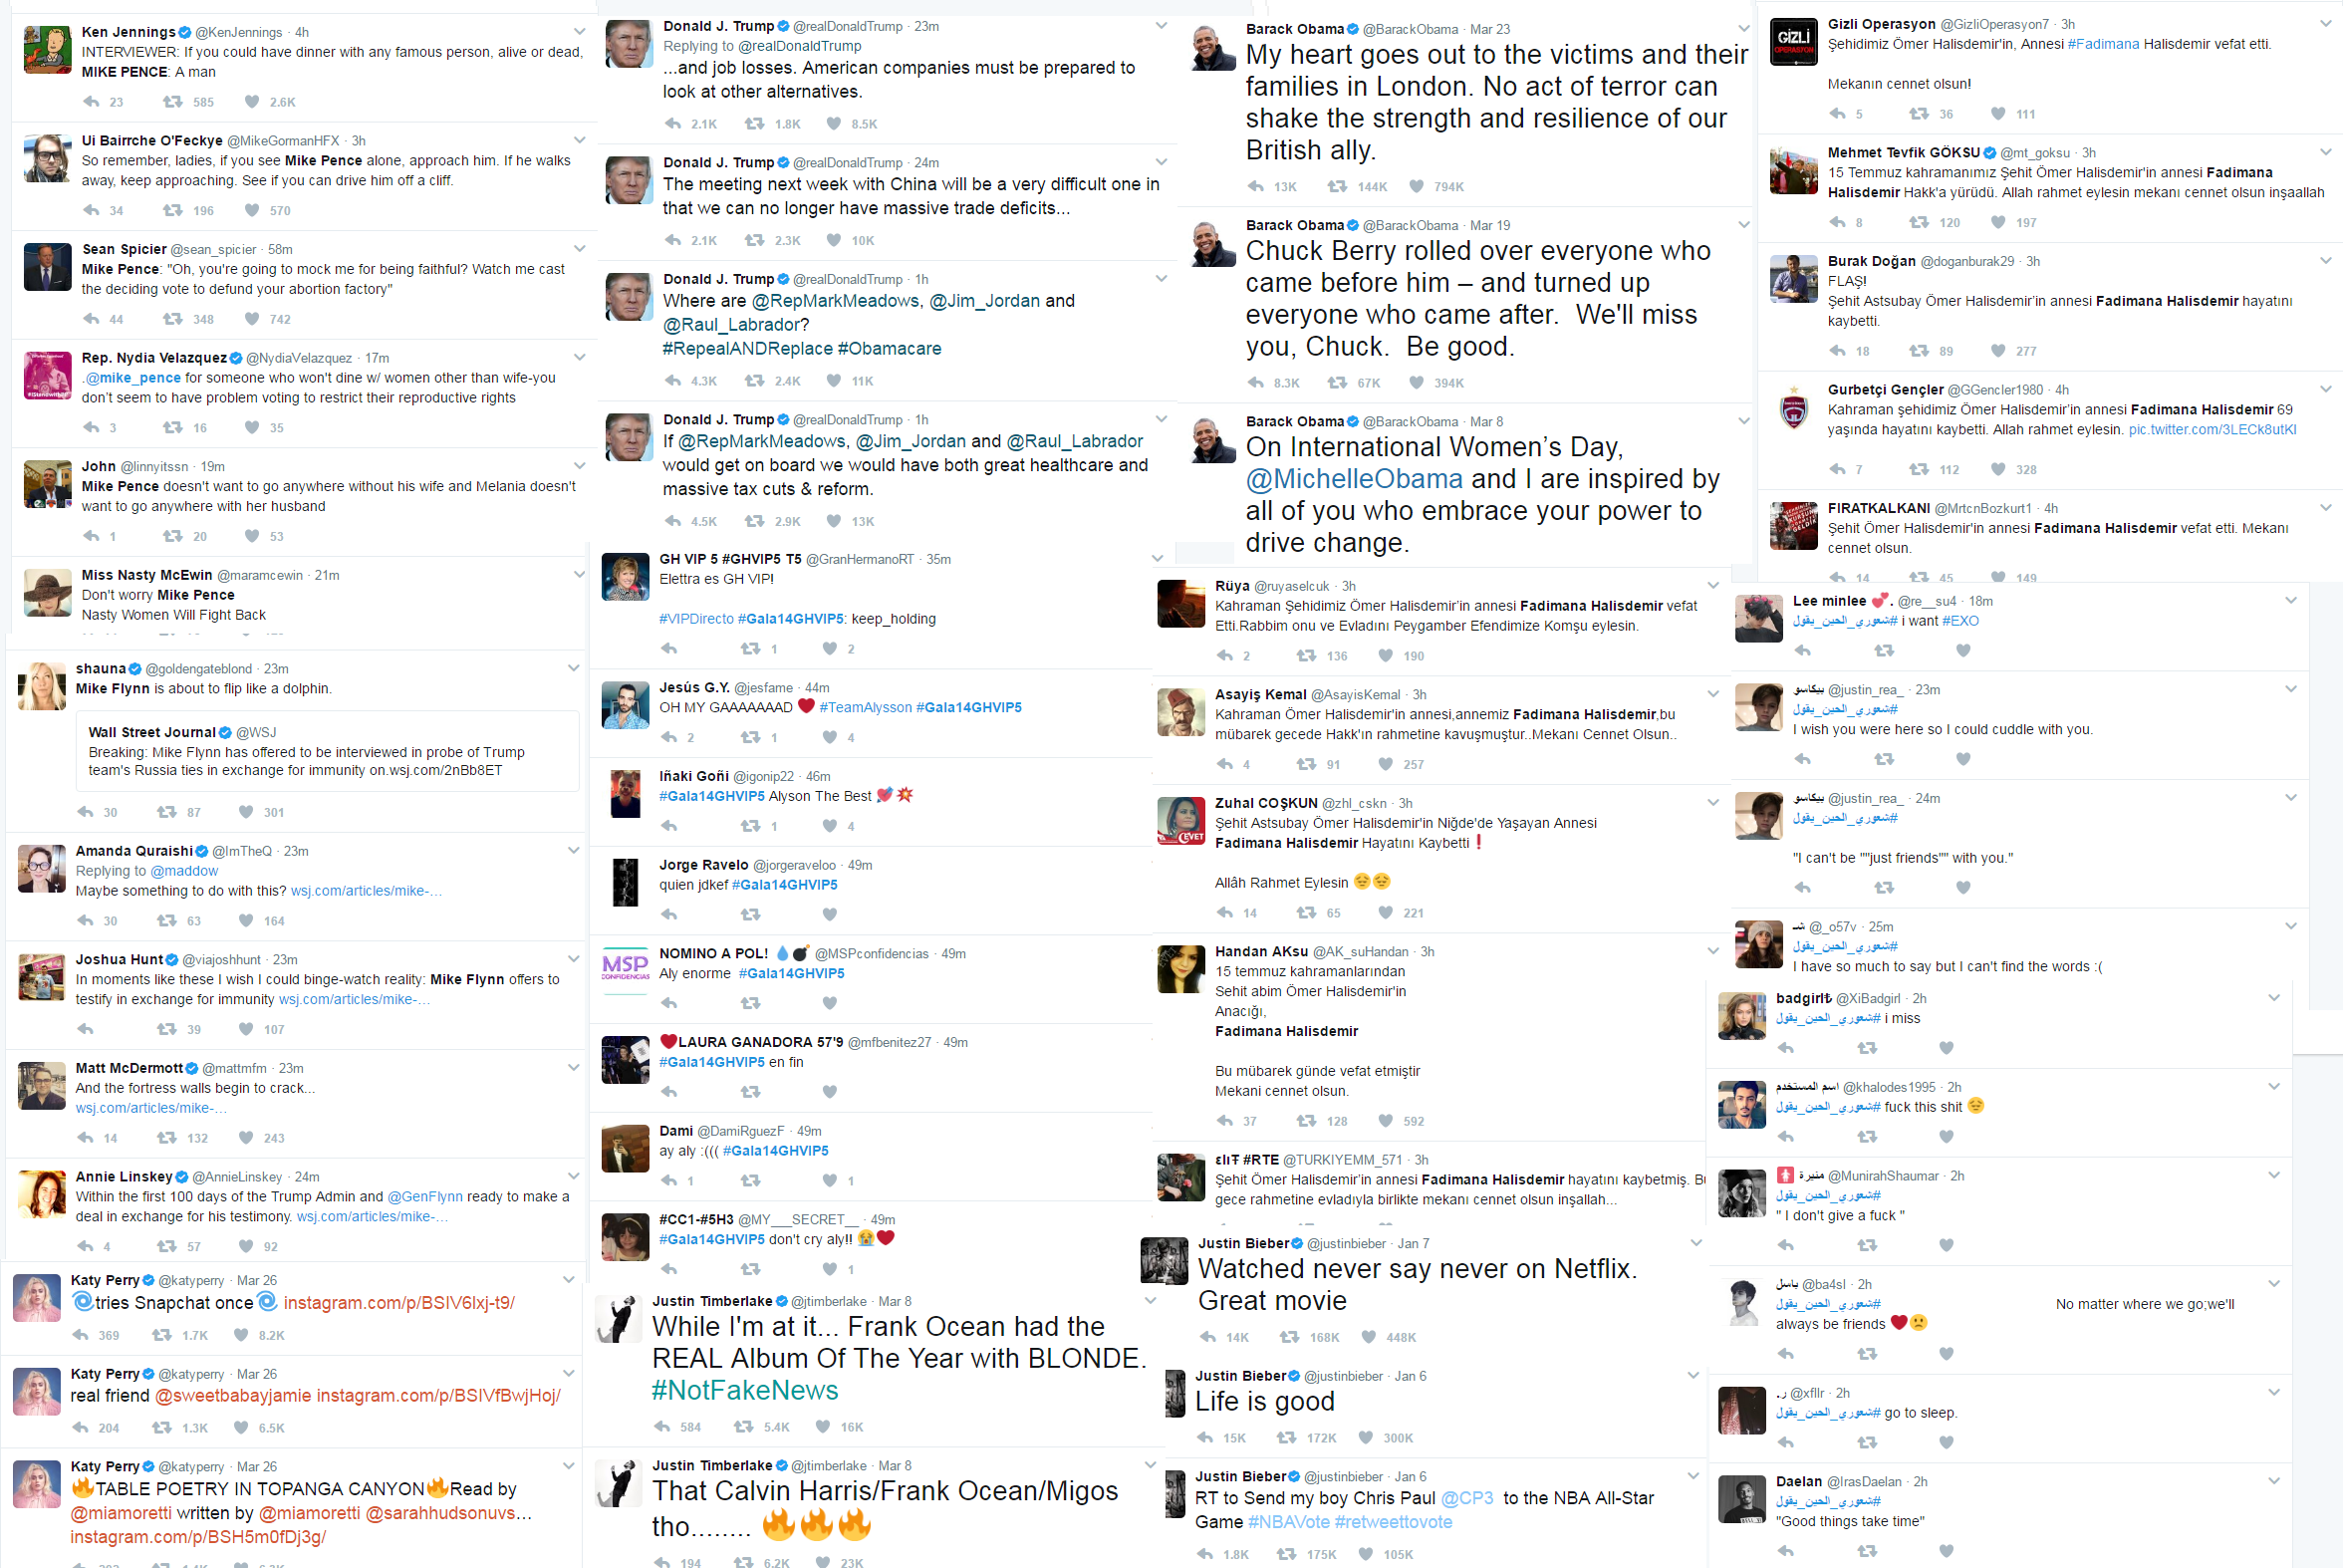 Ken Jennings @KenJennings · 4h
INTERVIEWER: If you could have dinner with any famous person, alive or dead,
MIKE PENCE: A man
23 585 2.6K
Ui Bairrche O'Feckye @MikeGormanHFX · 3h
So remember, ladies, if you see Mike Pence alone, approach him. If he walks
away, keep approaching. See if you can drive him off a cliff.
34 196 570
Sean Spicier @sean_spicier · 58m
Mike Pence: "Oh, you're going to mock me for being faithful? Watch me cast
the deciding vote to defund your abortion factory"
44 348 742
Rep. Nydia Velazquez @NydiaVelazquez · 17m
.@mike_pence for someone who won't dine w/ women other than wife-you
don't seem to have problem voting to restrict their reproductive rights
3 16 35
John @linnyitssn · 19m
Mike Pence doesn't want to go anywhere without his wife and Melania doesn't
want to go anywhere with her husband
1 20 53
Miss Nasty McEwin @maramcewin · 21m
Don't worry Mike Pence
Nasty Women Will Fight Back
shauna @goldengateblond · 23m
Mike Flynn is about to flip like a dolphin.
Wall Street Journal @WSJ
Breaking: Mike Flynn has offered to be interviewed in probe of Trump
team's Russia ties in exchange for immunity on.wsj.com/2nBb8ET
30 87 301
Amanda Quraishi @ImTheQ · 23m
Replying to @maddow
Maybe something to do with this? wsj.com/articles/mike-…
30 63 164
Joshua Hunt @viajoshhunt · 23m
In moments like these I wish I could binge-watch reality: Mike Flynn offers to
testify in exchange for immunity wsj.com/articles/mike-…
39 107
Matt McDermott @mattmfm · 23m
And the fortress walls begin to crack...
wsj.com/articles/mike-…
14 132 243
Annie Linskey @AnnieLinskey · 24m
Within the first 100 days of the Trump Admin and @GenFlynn ready to make a
deal in exchange for his testimony. wsj.com/articles/mike-…
4 57 92
Katy Perry @katyperry · Mar 26
🌀tries Snapchat once🌀 instagram.com/p/BSIV6lxj-t9/
369 1.7K 8.2K
Katy Perry @katyperry · Mar 26
real friend @sweetbabayjamie instagram.com/p/BSIVfBwjHoj/
204 1.3K 6.5K
Katy Perry @katyperry · Mar 26
🔥TABLE POETRY IN TOPANGA CANYON🔥Read by
@miamoretti written by @miamoretti @sarahhudsonuvs…
instagram.com/p/BSH5m0fDj3g/
Donald J. Trump @realDonaldTrump · 23m
Replying to @realDonaldTrump
...and job losses. American companies must be prepared to
look at other alternatives.
2.1K 1.8K 8.5K
Donald J. Trump @realDonaldTrump · 24m
The meeting next week with China will be a very difficult one in
that we can no longer have massive trade deficits...
2.1K 2.3K 10K
Donald J. Trump @realDonaldTrump · 1h
Where are @RepMarkMeadows, @Jim_Jordan and
@Raul_Labrador?
#RepealANDReplace #Obamacare
4.3K 2.4K 11K
Donald J. Trump @realDonaldTrump · 1h
If @RepMarkMeadows, @Jim_Jordan and @Raul_Labrador
would get on board we would have both great healthcare and
massive tax cuts & reform.
4.5K 2.9K 13K
GH VIP 5 #GHVIP5 T5 @GranHermanoRT · 35m
Elettra es GH VIP!
#VIPDirecto #Gala14GHVIP5: keep_holding
1 2
Jesús G.Y. @jesfame · 44m
OH MY GAAAAAAAD ❤ #TeamAlysson #Gala14GHVIP5
2 1 4
Iñaki Goñi @igonip22 · 46m
#Gala14GHVIP5 Alyson The Best 💘💥
1 4
Jorge Ravelo @jorgeraveloo · 49m
quien jdkef #Gala14GHVIP5
NOMINO A POL! 💧💣 @MSPconfidencias · 49m
MSP
CONFIDENCIAS
Aly enorme #Gala14GHVIP5
❤LAURA GANADORA 57'9 @mfbenitez27 · 49m
#Gala14GHVIP5 en fin
Dami @DamiRguezF · 49m
ay aly :((( #Gala14GHVIP5
1 1
#CC1-#5H3 @MY___SECRET__ · 49m
#Gala14GHVIP5 don't cry aly!! 😭❤
1
Justin Timberlake @jtimberlake · Mar 8
While I'm at it... Frank Ocean had the
REAL Album Of The Year with BLONDE.
#NotFakeNews
584 5.4K 16K
Justin Timberlake @jtimberlake · Mar 8
That Calvin Harris/Frank Ocean/Migos
tho........ 🔥🔥🔥
194 6.2K 23K
Barack Obama @BarackObama · Mar 23
My heart goes out to the victims and their
families in London. No act of terror can
shake the strength and resilience of our
British ally.
13K 144K 794K
Barack Obama @BarackObama · Mar 19
Chuck Berry rolled over everyone who
came before him – and turned up
everyone who came after. We'll miss
you, Chuck. Be good.
8.3K 67K 394K
Barack Obama @BarackObama · Mar 8
On International Women's Day,
@MichelleObama and I are inspired by
all of you who embrace your power to
drive change.
Rüya @ruyaselcuk · 3h
Kahraman Şehidimiz Ömer Halisdemir'in annesi Fadimana Halisdemir vefat
Etti.Rabbim onu ve Evladını Peygamber Efendimize Komşu eylesin.
2 136 190
Asayiş Kemal @AsayisKemal · 3h
Kahraman Ömer Halisdemir'in annesi,annemiz Fadimana Halisdemir,bu
mübarek gecede Hakk'ın rahmetine kavuşmuştur..Mekanı Cennet Olsun..
4 91 257
Zuhal COŞKUN @zhl_cskn · 3h
Şehit Astsubay Ömer Halisdemir'in Niğde'de Yaşayan Annesi
Fadimana Halisdemir Hayatını Kaybetti❗
EVET
Allâh Rahmet Eylesin 😔😔
14 65 221
Handan AKsu @AK_suHandan · 3h
15 temmuz kahramanlarından
Sehit abim Ömer Halisdemir'in
Anacığı,
Fadimana Halisdemir
Bu mübarek günde vefat etmiştir
Mekani cennet olsun.
37 128 592
ɛlıŦ #RTE @TURKIYEMM_571 · 3h
Şehit Ömer Halisdemir'in annesi Fadimana Halisdemir hayatını kaybetmiş. Bu
gece rahmetine evladıyla birlikte mekanı cennet olsun inşallah...
Justin Bieber @justinbieber · Jan 7
Watched never say never on Netflix.
Great movie
14K 168K 448K
Justin Bieber @justinbieber · Jan 6
Life is good
15K 172K 300K
Justin Bieber @justinbieber · Jan 6
RT to Send my boy Chris Paul @CP3 to the NBA All-Star
Game #NBAVote #retweettovote
1.8K 175K 105K
Gizli Operasyon @GizliOperasyon7 · 3h
GİZLİ
OPERASYON
Şehidimiz Ömer Halisdemir'in, Annesi #Fadimana Halisdemir vefat etti.
Mekanın cennet olsun!
5 36 111
Mehmet Tevfik GÖKSU @mt_goksu · 3h
15 Temmuz kahramanımız Şehit Ömer Halisdemir'in annesi Fadimana
Halisdemir Hakk'a yürüdü. Allah rahmet eylesin mekanı cennet olsun inşaallah
8 120 197
Burak Doğan @doganburak29 · 3h
FLAŞ!
Şehit Astsubay Ömer Halisdemir'in annesi Fadimana Halisdemir hayatını
kaybetti.
18 89 277
Gurbetçi Gençler @GGencler1980 · 4h
Kahraman şehidimiz Ömer Halisdemir'in annesi Fadimana Halisdemir 69
yaşında hayatını kaybetti. Allah rahmet eylesin. pic.twitter.com/3LECk8utKl
7 112 328
FIRATKALKANI @MrtcnBozkurt1 · 4h
Şehit Ömer Halisdemir'in annesi Fadimana Halisdemir vefat etti. Mekanı
cennet olsun.
14 45 149
Lee minlee 💕. @re__su4 · 18m
#شعوري_الحين_يقول i want #EXO
بيكاسو @justin_rea_ · 23m
#شعوري_الحين_يقول
I wish you were here so I could cuddle with you.
بيكاسو @justin_rea_ · 24m
#شعوري_الحين_يقول
"I can't be ""just friends"" with you."
شـ @_o57v · 25m
#شعوري_الحين_يقول
I have so much to say but I can't find the words :(
badgirl₺ @XiBadgirl · 2h
#شعوري_الحين_يقول i miss
اسم المستخدم @khalodes1995 · 2h
#شعوري_الحين_يقول fuck this shit 😔
منيرة @MunirahShaumar · 2h
#شعوري_الحين_يقول
" I don't give a fuck "
باسل @ba4sl · 2h
#شعوري_الحين_يقول No matter where we go;we'll
always be friends ❤🙁
ر. @xfllr · 2h
#شعوري_الحين_يقول go to sleep.
Daelan @IrasDaelan · 2h
#شعوري_الحين_يقول
"Good things take time"